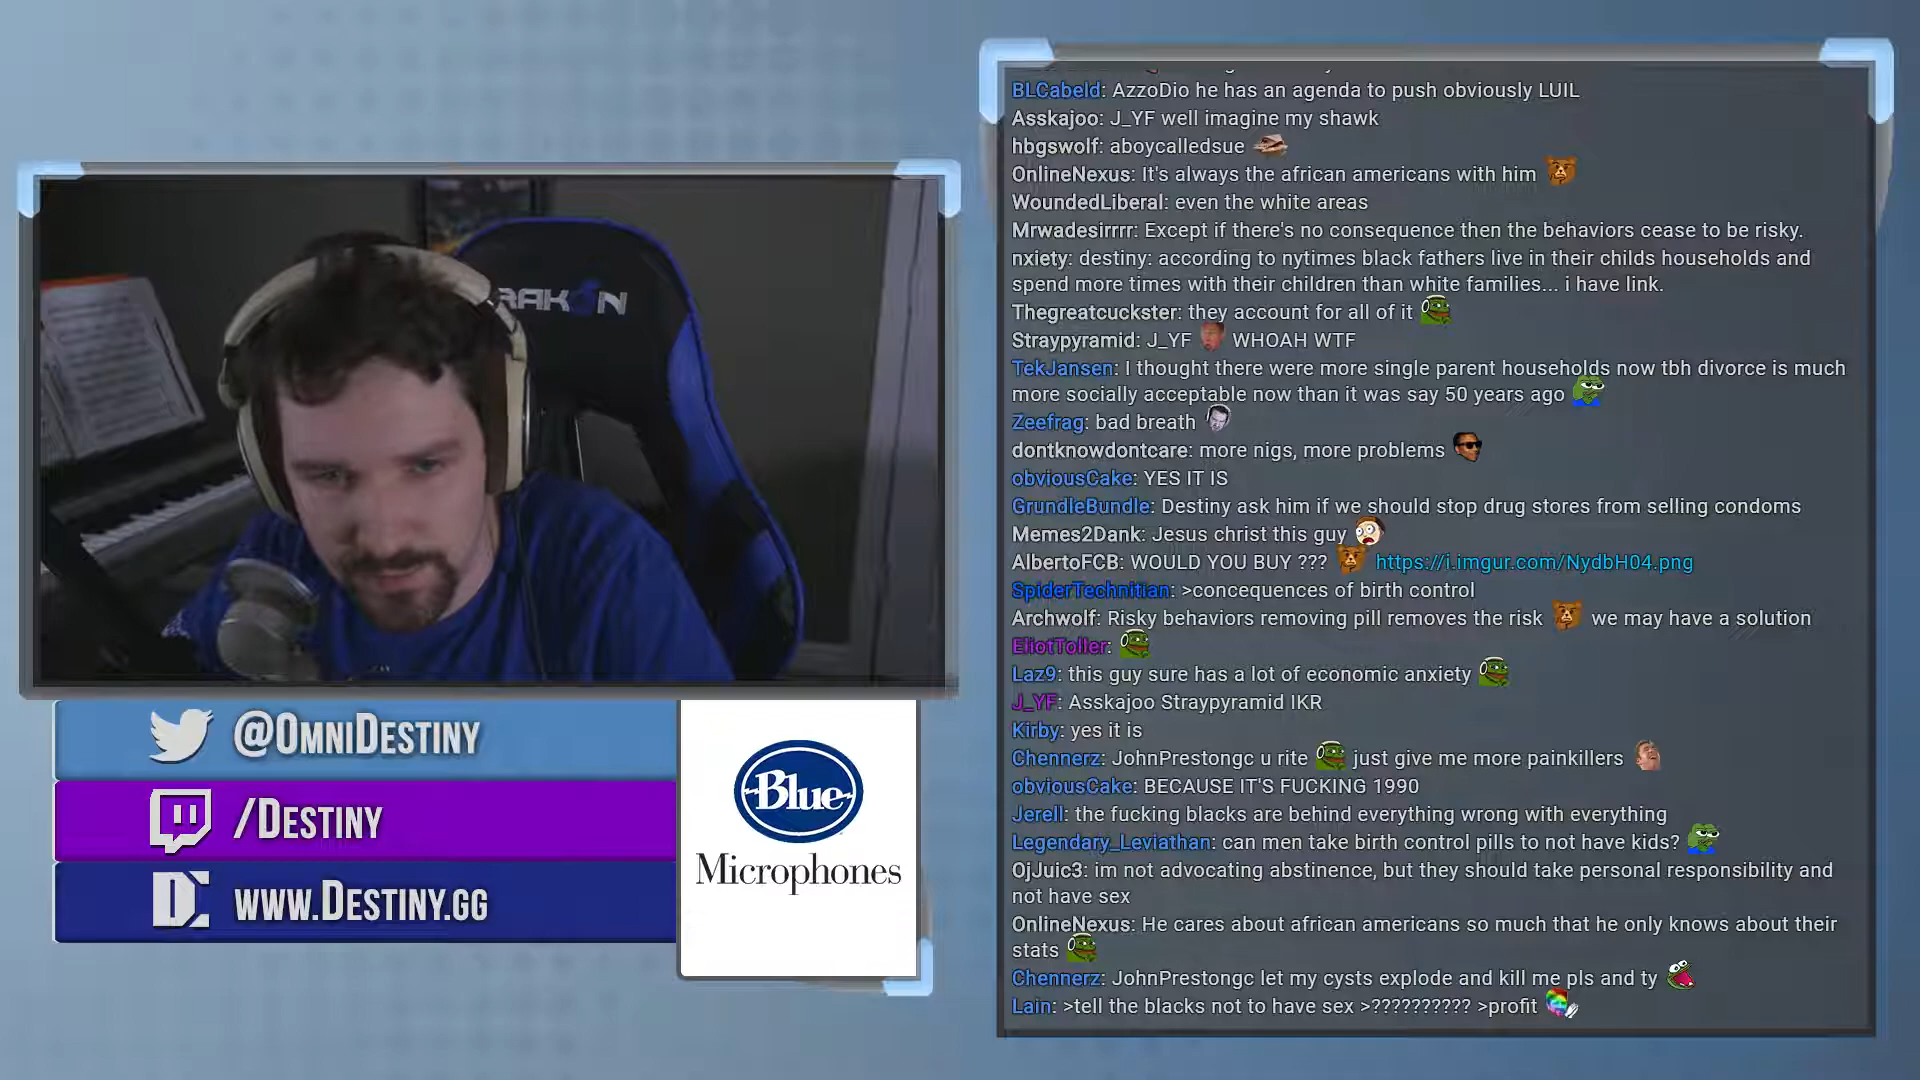 BLCabeld: AzzoDio he has an agenda to push obviously LUIL
Asskajoo: J_YF well imagine my shawk
hbgswolf: aboycalledsue
OnlineNexus: It's always the african americans with him
WoundedLiberal: even the white areas
Mrwadesirrrr: Except if there's no consequence then the behaviors cease to be risky.
nxiety: destiny: according to nytimes black fathers live in their childs households and
spend more times with their children than white families... i have link.
Thegreatcuckster: they account for all of it
Straypyramid: J_YF WHOAH WTF
TekJansen: I thought there were more single parent households now tbh divorce is much
more socially acceptable now than it was say 50 years ago
Zeefrag: bad breath
dontknowdontcare: more nigs, more problems
obviousCake: YES IT IS
GrundleBundle: Destiny ask him if we should stop drug stores from selling condoms
Memes2Dank: Jesus christ this guy
AlbertoFCB: WOULD YOU BUY ??? https://i.imgur.com/NydbH04.png
SpiderTechnitian: >concequences of birth control
Archwolf: Risky behaviors removing pill removes the risk we may have a solution
EliotToller:
Laz9: this guy sure has a lot of economic anxiety
J_YF: Asskajoo Straypyramid IKR
Kirby: yes it is
Chennerz: JohnPrestongc u rite just give me more painkillers
obviousCake: BECAUSE IT'S FUCKING 1990
Jerell: the fucking blacks are behind everything wrong with everything
Legendary_Leviathan: can men take birth control pills to not have kids?
OjJuic3: im not advocating abstinence, but they should take personal responsibility and
not have sex
OnlineNexus: He cares about african americans so much that he only knows about their
stats
Chennerz: JohnPrestongc let my cysts explode and kill me pls and ty
Lain: >tell the blacks not to have sex >?????????? >profit
@OmniDestiny
/Destiny
www.Destiny.gg
Blue
Microphones